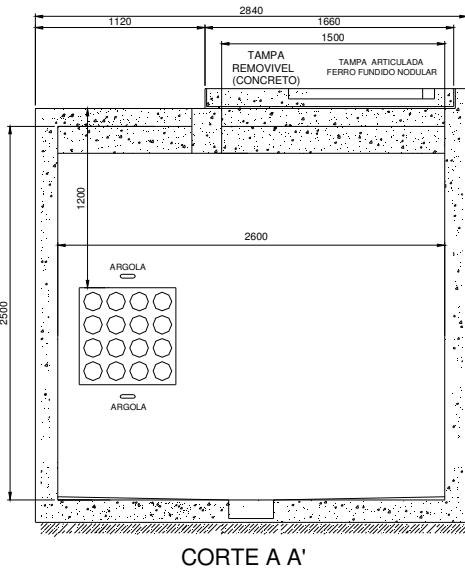 2840
1120
1660
1500
TAMPA
REMOVIVEL
(CONCRETO)
TAMPA ARTICULADA
FERRO FUNDIDO NODULAR
1200
2600
2500
ARGOLA
ARGOLA
CORTE A A'